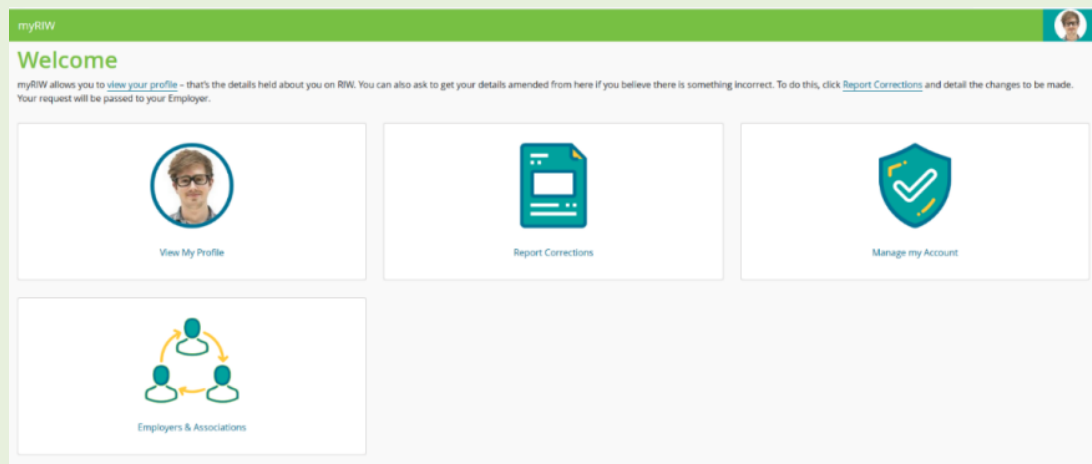 myRIW
Welcome
myRIW allows you to view your profile – that's the details held about you on RIW. You can also ask to get your details amended from here if you believe there is something incorrect. To do this, click Report Corrections and detail the changes to be made.
Your request will be passed to your Employer.
View My Profile
Report Corrections
Manage my Account
Employers & Associations